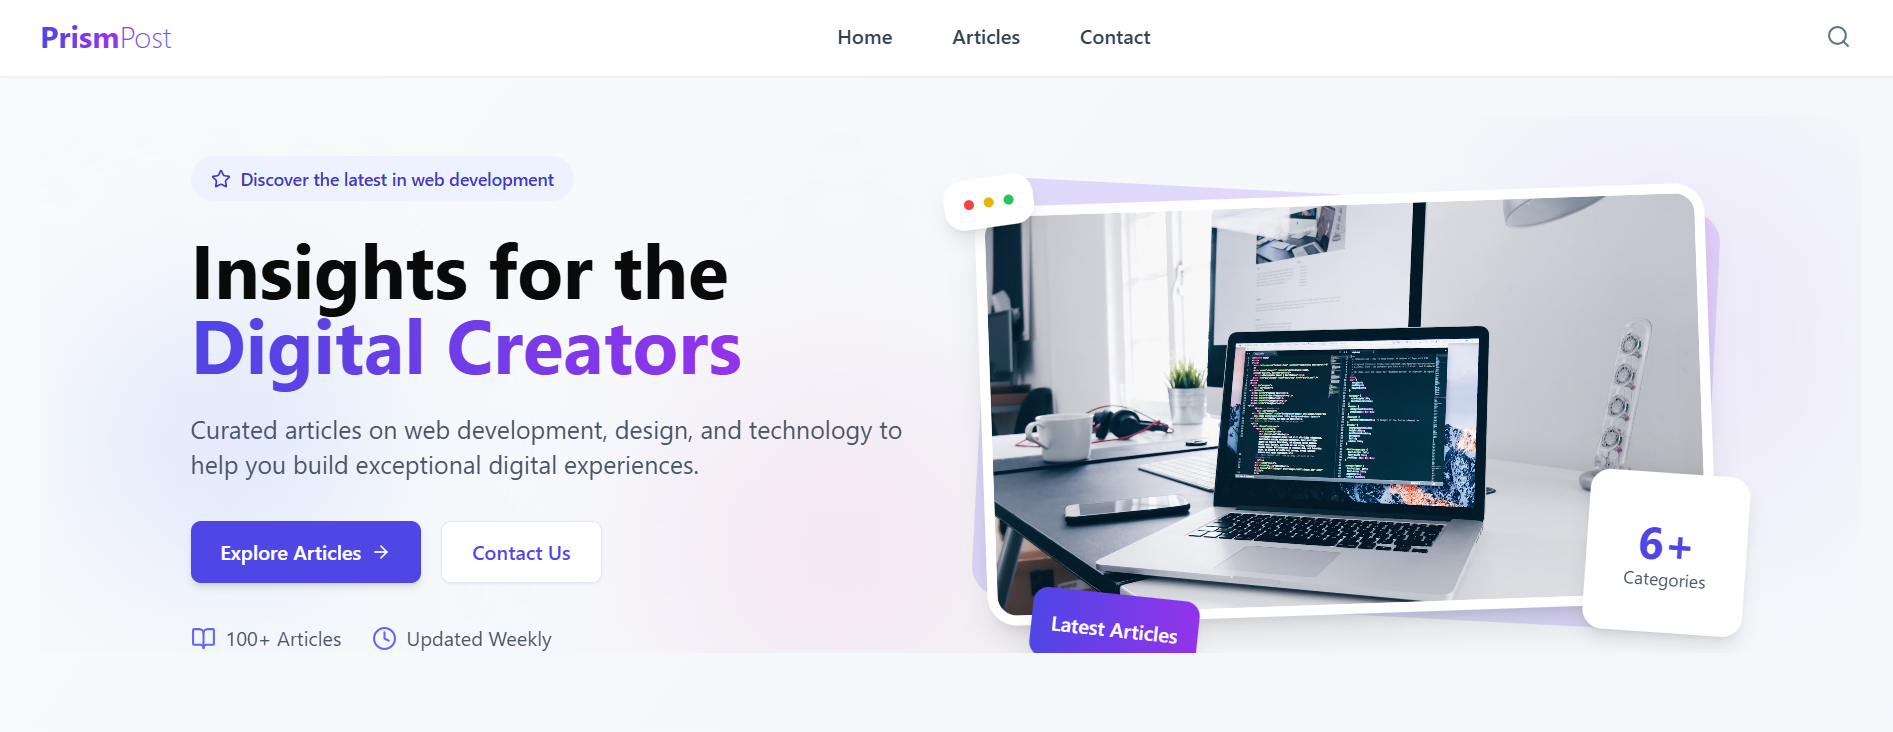 PrismPost
Home
Articles
Contact
Discover the latest in web development
Insights for the
Digital Creators
Curated articles on web development, design, and technology to
help you build exceptional digital experiences.
Explore Articles
Contact Us
100+ Articles
Updated Weekly
Latest Articles
6+
Categories